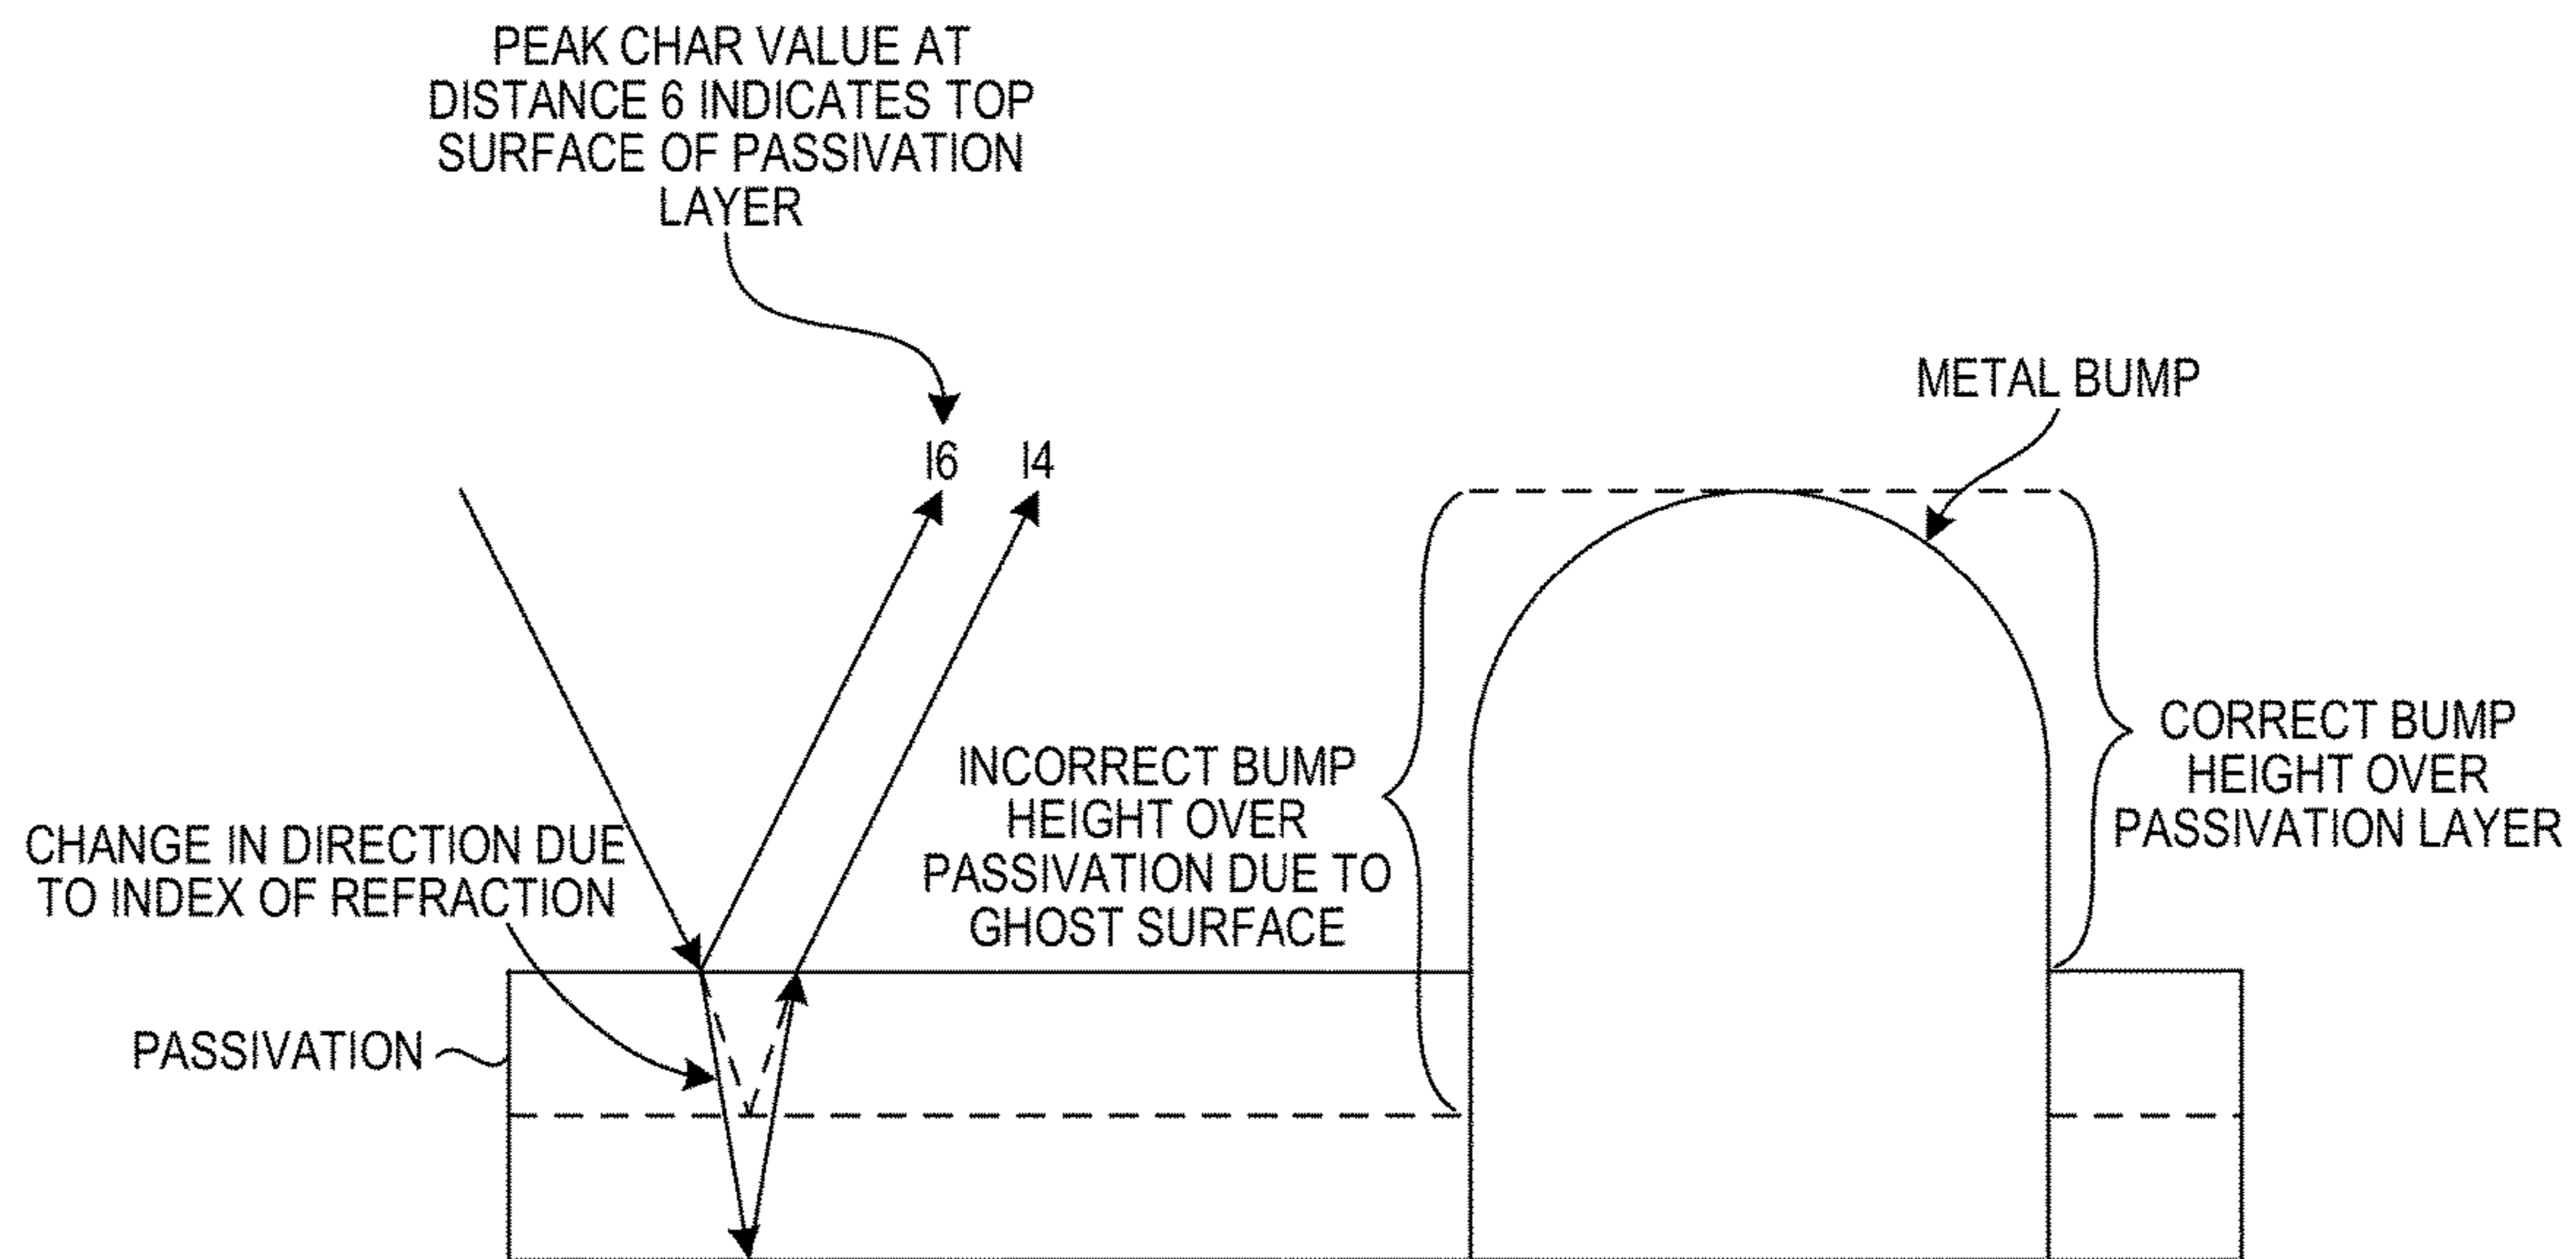 PEAK CHAR VALUE AT
DISTANCE 6 INDICATES TOP
SURFACE OF PASSIVATION
LAYER
METAL BUMP
I6 I4
CORRECT BUMP
HEIGHT OVER
PASSIVATION LAYER
INCORRECT BUMP
HEIGHT OVER
PASSIVATION DUE TO
GHOST SURFACE
CHANGE IN DIRECTION DUE
TO INDEX OF REFRACTION
PASSIVATION